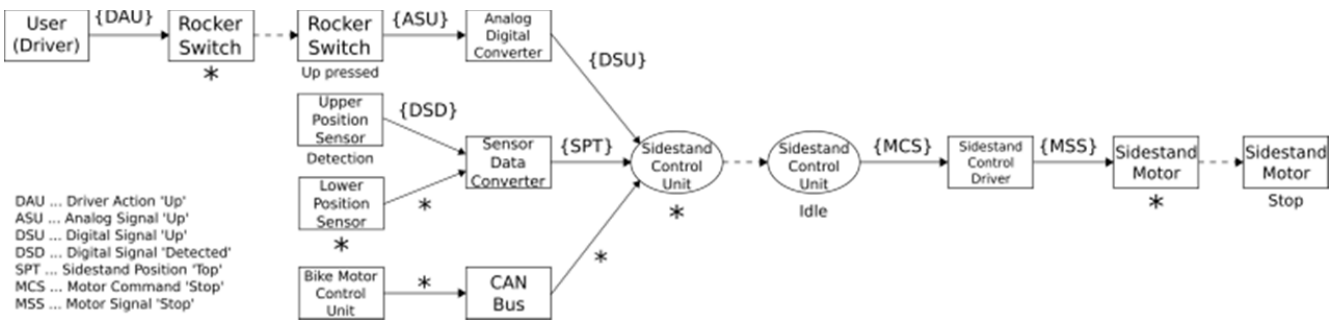 User
(Driver)
{DAU}
Rocker
Switch
*
Rocker
Switch
Up pressed
{ASU}
Analog
Digital
Converter
{DSU}
Upper
Position
Sensor
Detection
{DSD}
Lower
Position
Sensor
*
*
Sensor
Data
Converter
{SPT}
Sidestand
Control
Unit
*
Sidestand
Control
Unit
Idle
{MCS}
Sidestand
Control
Driver
{MSS}
Sidestand
Motor
*
Sidestand
Motor
Stop
Bike Motor
Control
Unit
*
CAN
Bus
*
DAU ... Driver Action 'Up'
ASU ... Analog Signal 'Up'
DSU ... Digital Signal 'Up'
DSD ... Digital Signal 'Detected'
SPT ... Sidestand Position 'Top'
MCS ... Motor Command 'Stop'
MSS ... Motor Signal 'Stop'